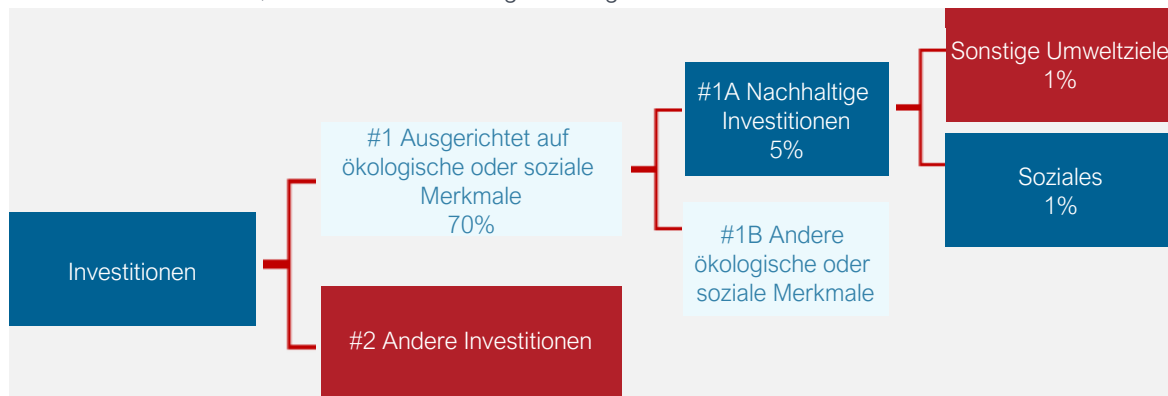 Sonstige Umweltziele
1%
#1A Nachhaltige
Investitionen
5%
#1 Ausgerichtet auf
ökologische oder soziale
Merkmale
70%
Soziales
1%
#1B Andere
ökologische oder
soziale Merkmale
Investitionen
#2 Andere Investitionen